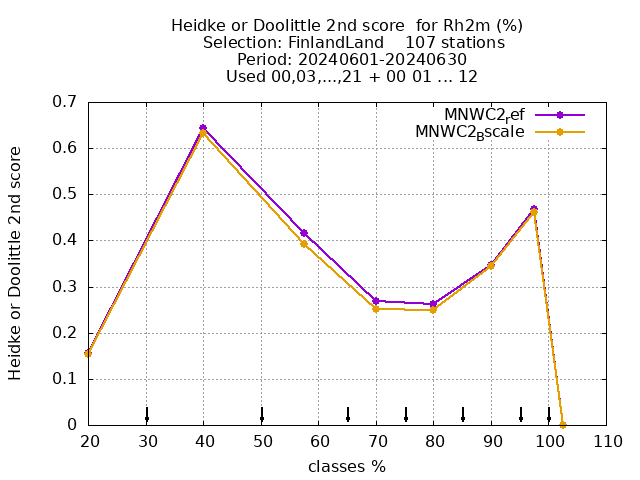 Heidke or Doolittle 2nd score  for Rh2m (%)
Selection: FinlandLand    107 stations
Period: 20240601-20240630
Used 00,03,...,21 + 00 01 ... 12
MNWC2ref
MNWC2Bscale
0.7
0.6
0.5
0.4
0.3
0.2
0.1
0
Heidke or Doolittle 2nd score
20 30 40 50 60 70 80 90 100 110
classes %